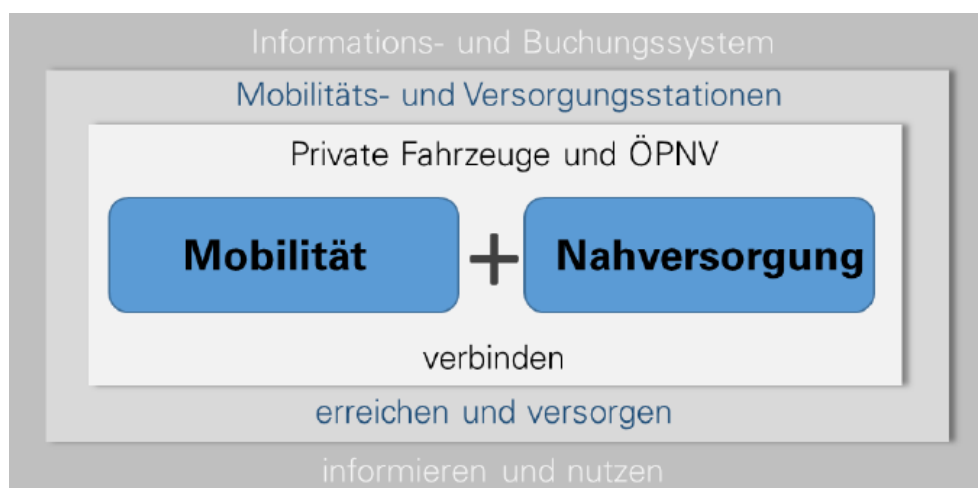 Informations- und Buchungssystem
Mobilitäts- und Versorgungsstationen
Private Fahrzeuge und ÖPNV
Mobilität + Nahversorgung
verbinden
erreichen und versorgen
informieren und nutzen